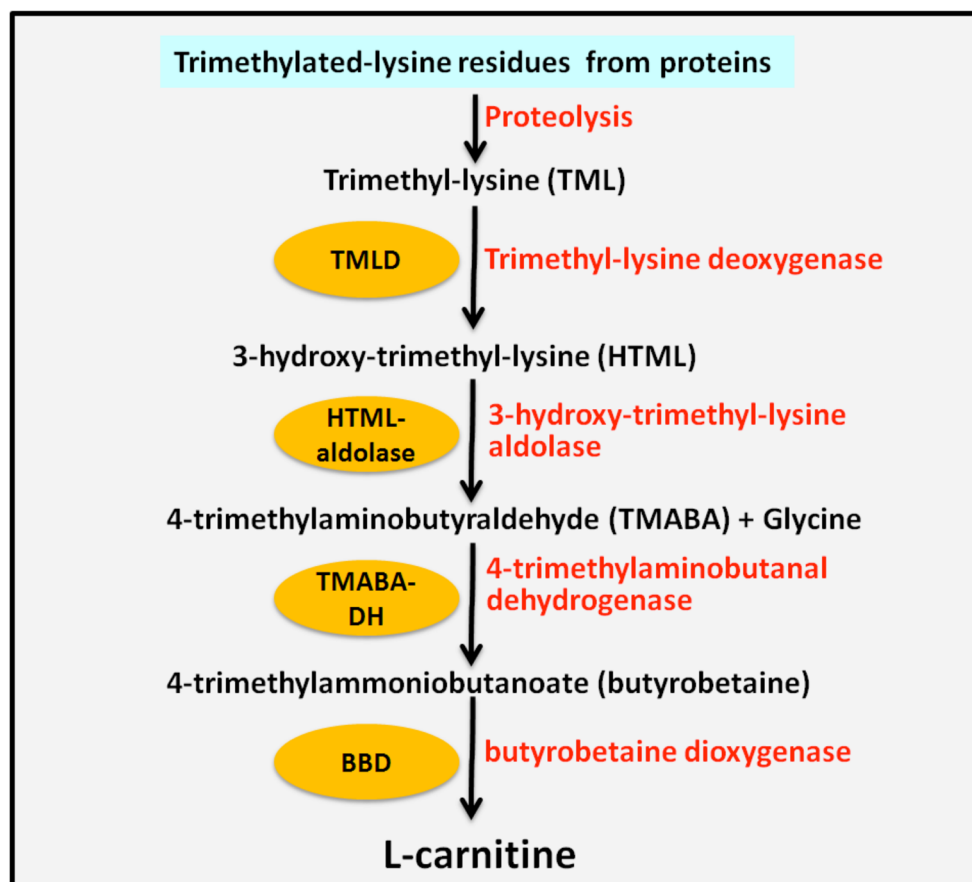 Trimethylated-lysine residues from proteins
Proteolysis
Trimethyl-lysine (TML)
TMLD
Trimethyl-lysine deoxygenase
3-hydroxy-trimethyl-lysine (HTML)
HTML-
aldolase
3-hydroxy-trimethyl-lysine
aldolase
4-trimethylaminobutyraldehyde (TMABA) + Glycine
TMABA-
DH
4-trimethylaminobutanal
dehydrogenase
4-trimethylammoniobutanoate (butyrobetaine)
BBD
butyrobetaine dioxygenase
L-carnitine